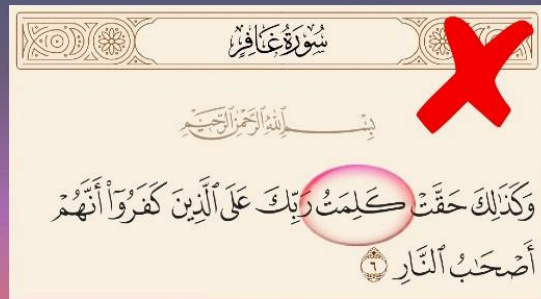 سُورَةُ غَافِرٍ
بِسْمِ ٱللَّهِ ٱلرَّحْمَٰنِ ٱلرَّحِيمِ
وَكَذَٰلِكَ حَقَّتْ كَلِمَتُ رَبِّكَ عَلَى ٱلَّذِينَ كَفَرُوٓا۟ أَنَّهُمْ
أَصْحَٰبُ ٱلنَّارِ ٦